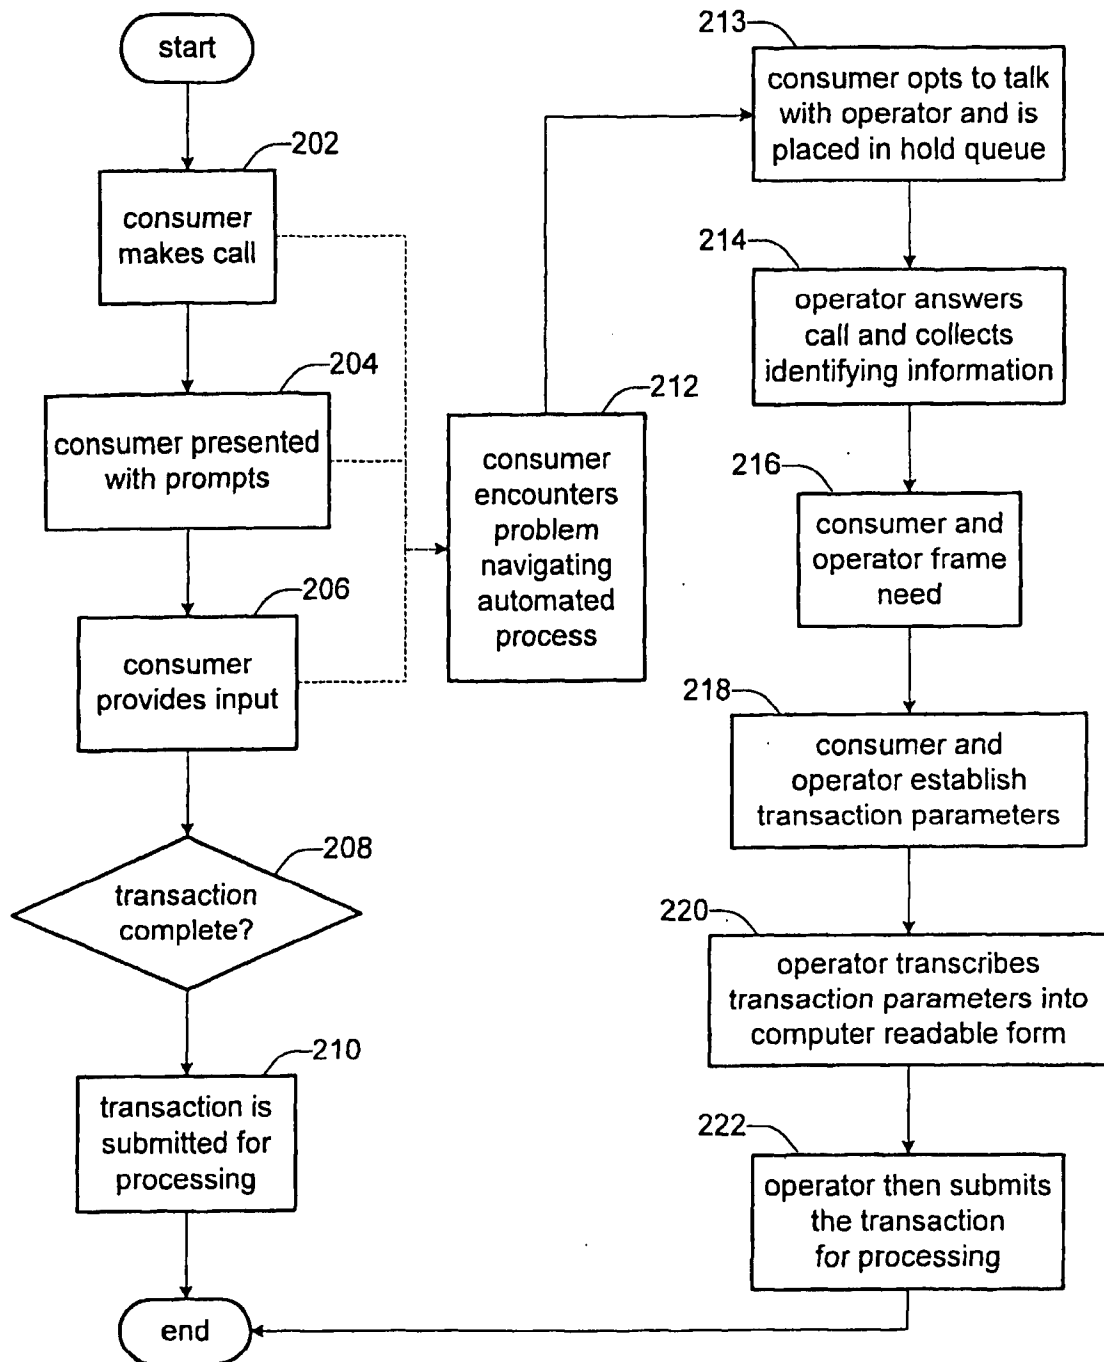 start
202
consumer
makes call
204
consumer presented
with prompts
206
consumer
provides input
208
transaction
complete?
210
transaction is
submitted for
processing
end
212
consumer
encounters
problem
navigating
automated
process
213
consumer opts to talk
with operator and is
placed in hold queue
214
operator answers
call and collects
identifying information
216
consumer and
operator frame
need
218
consumer and
operator establish
transaction parameters
220
operator transcribes
transaction parameters into
computer readable form
222
operator then submits
the transaction
for processing